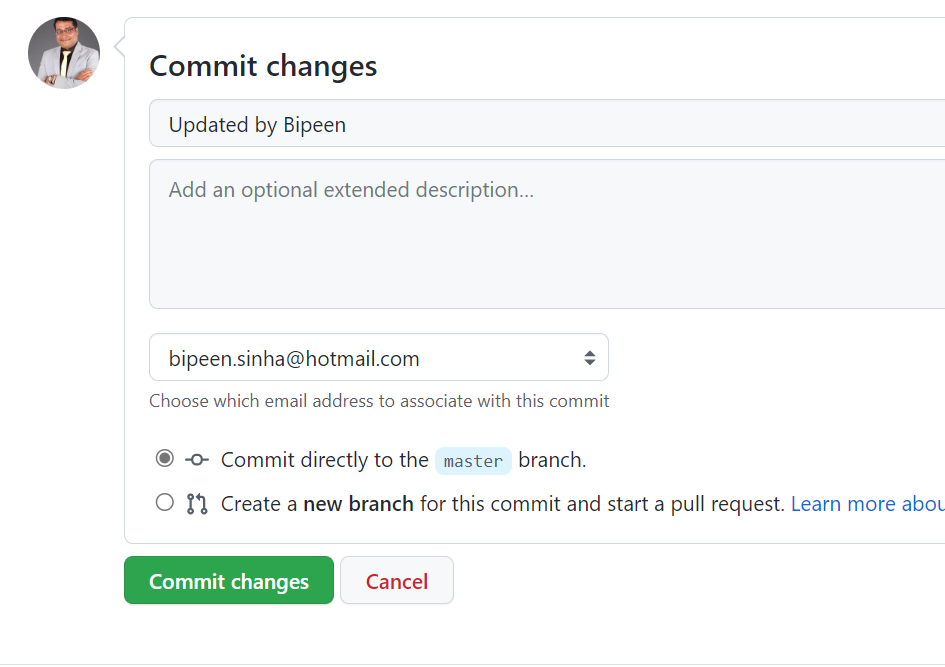 Commit changes
Updated by Bipeen
Add an optional extended description...
bipeen.sinha@hotmail.com
Choose which email address to associate with this commit
Commit directly to the master branch.
Create a new branch for this commit and start a pull request. Learn more abou
Commit changes
Cancel